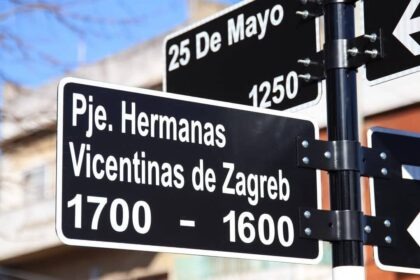 25 De Mayo
1250
Pje. Hermanas
Vicentinas de Zagreb
1700 - 1600